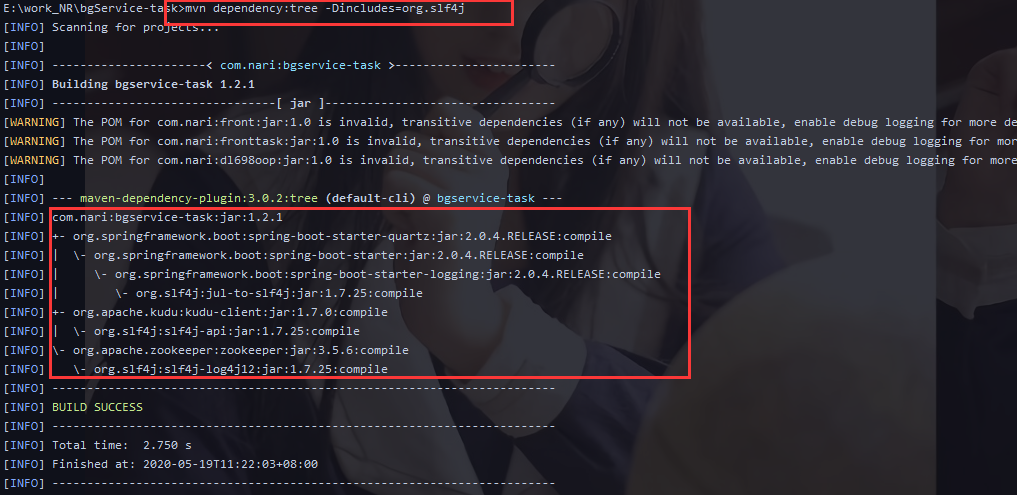 E:\work_NR\bgService-task>mvn dependency:tree -Dincludes=org.slf4j
[INFO] Scanning for projects...
[INFO]
[INFO] ----------------------< com.nari:bgservice-task >-----------------------
[INFO] Building bgservice-task 1.2.1
[INFO] --------------------------------[ jar ]---------------------------------
[WARNING] The POM for com.nari:front:jar:1.0 is invalid, transitive dependencies (if any) will not be available, enable debug logging for more de
[WARNING] The POM for com.nari:fronttask:jar:1.0 is invalid, transitive dependencies (if any) will not be available, enable debug logging for mor
[WARNING] The POM for com.nari:dl698oop:jar:1.0 is invalid, transitive dependencies (if any) will not be available, enable debug logging for more
[INFO]
[INFO] --- maven-dependency-plugin:3.0.2:tree (default-cli) @ bgservice-task ---
[INFO] com.nari:bgservice-task:jar:1.2.1
[INFO] +- org.springframework.boot:spring-boot-starter-quartz:jar:2.0.4.RELEASE:compile
[INFO] |  \- org.springframework.boot:spring-boot-starter:jar:2.0.4.RELEASE:compile
[INFO] |     \- org.springframework.boot:spring-boot-starter-logging:jar:2.0.4.RELEASE:compile
[INFO] |        \- org.slf4j:jul-to-slf4j:jar:1.7.25:compile
[INFO] +- org.apache.kudu:kudu-client:jar:1.7.0:compile
[INFO] |  \- org.slf4j:slf4j-api:jar:1.7.25:compile
[INFO] \- org.apache.zookeeper:zookeeper:jar:3.5.6:compile
[INFO]    \- org.slf4j:slf4j-log4j12:jar:1.7.25:compile
[INFO] ------------------------------------------------------------------------
[INFO] BUILD SUCCESS
[INFO] ------------------------------------------------------------------------
[INFO] Total time:  2.750 s
[INFO] Finished at: 2020-05-19T11:22:03+08:00
[INFO] ------------------------------------------------------------------------